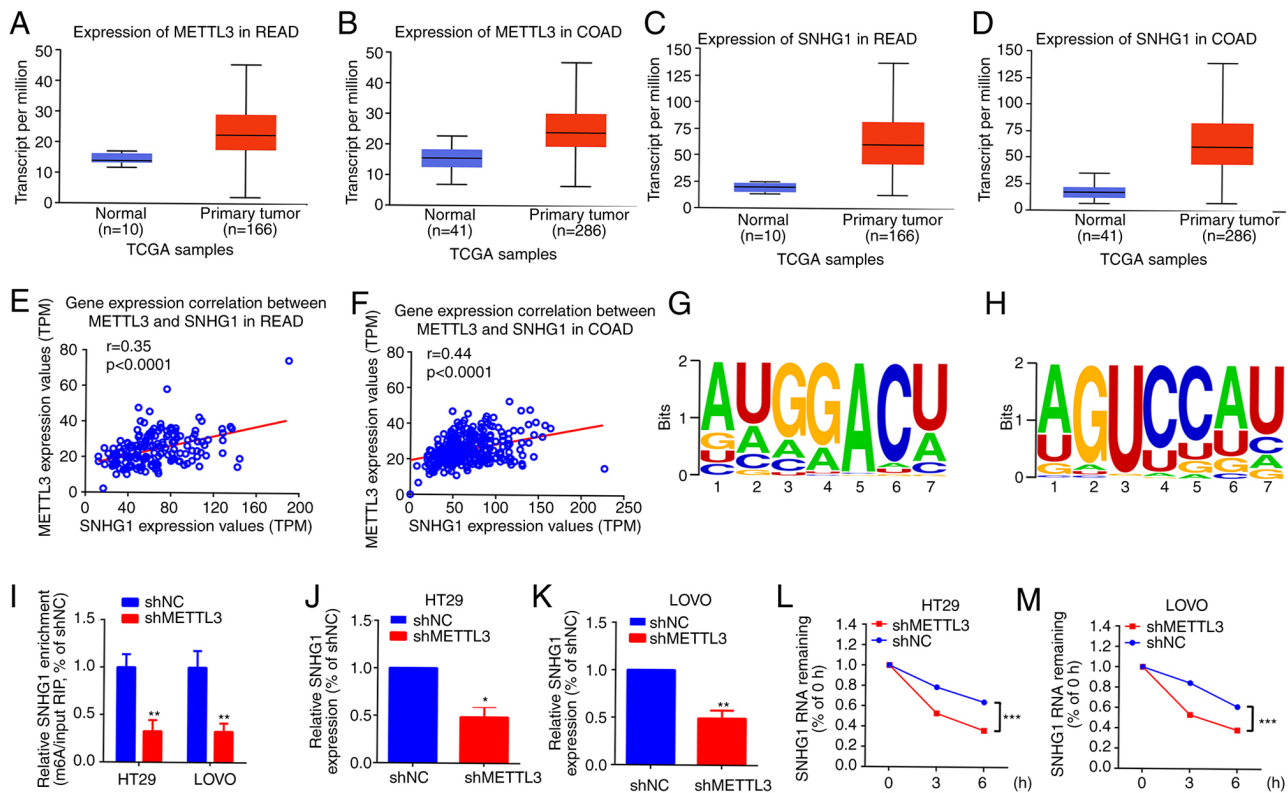 A
Expression of METTL3 in READ
Transcript per million
50
40
30
20
10
0
Normal
(n=10)
Primary tumor
(n=166)
TCGA samples
B
Expression of METTL3 in COAD
Transcript per million
50
40
30
20
10
0
Normal
(n=41)
Primary tumor
(n=286)
TCGA samples
C
Expression of SNHG1 in READ
Transcript per million
150
125
100
75
50
25
0
Normal
(n=10)
Primary tumor
(n=166)
TCGA samples
D
Expression of SNHG1 in COAD
Transcript per million
150
125
100
75
50
25
0
Normal
(n=41)
Primary tumor
(n=286)
TCGA samples
E
Gene expression correlation between
METTL3 and SNHG1 in READ
METTL3 expression values (TPM)
r=0.35
p<0.0001
80
60
40
20
0
0 40 80 120 160 200
SNHG1 expression values (TPM)
F
Gene expression correlation between
METTL3 and SNHG1 in COAD
METTL3 expression values (TPM)
r=0.44
p<0.0001
80
60
40
20
0
0 50 100 150 200 250
SNHG1 expression values (TPM)
G
Bits
2
1
0
AUGGACU
1 2 3 4 5 6 7
H
Bits
2
1
0
AGUCCAU
1 2 3 4 5 6 7
I
Relative SNHG1 enrichment
(m6A/input RIP, % of shNC)
shNC
shMETTL3
1.5
1.0
0.5
0.0
**
**
HT29 LOVO
J
HT29
Relative SNHG1
expression (% of shNC)
shNC
shMETTL3
1.5
1.0
0.5
0.0
*
shNC shMETTL3
K
LOVO
Relative SNHG1
expression (% of shNC)
shNC
shMETTL3
1.5
1.0
0.5
0.0
**
shNC shMETTL3
L
HT29
SNHG1 RNA remaining
(% of 0 h)
shMETTL3
shNC
1.4
1.2
1.0
0.8
0.6
0.4
0.2
0.0
***
0 3 6 (h)
M
LOVO
SNHG1 RNA remaining
(% of 0 h)
shMETTL3
shNC
1.4
1.2
1.0
0.8
0.6
0.4
0.2
0.0
***
0 3 6 (h)